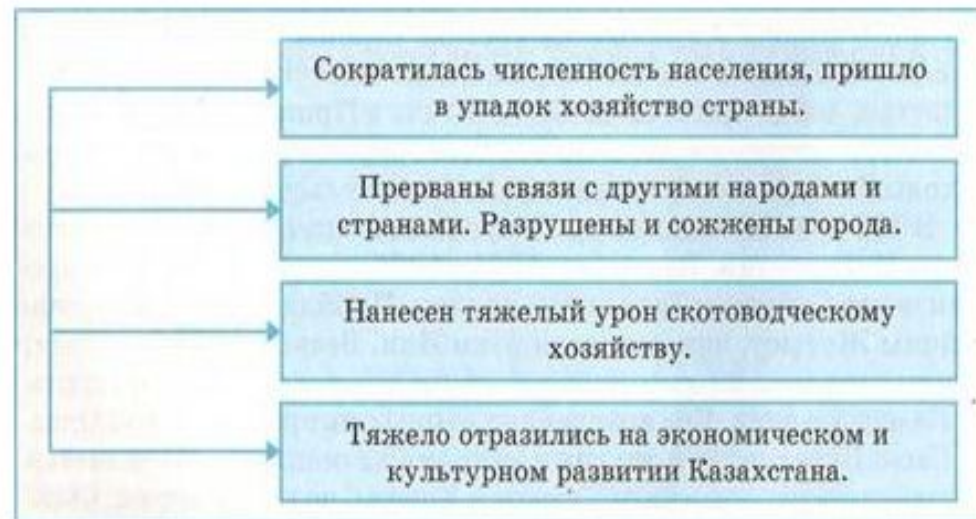 Сократилась численность населения, пришло
в упадок хозяйство страны.
Прерваны связи с другими народами и
странами. Разрушены и сожжены города.
Нанесен тяжелый урон скотоводческому
хозяйству.
Тяжело отразились на экономическом и
культурном развитии Казахстана.